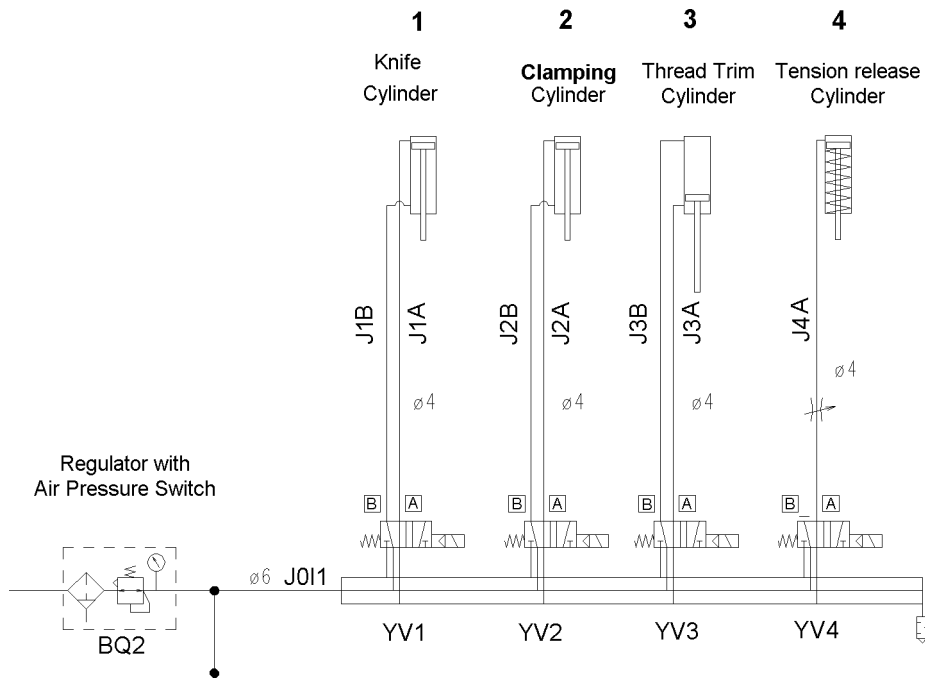 1
2
3
4
Knife
Cylinder
Clamping
Cylinder
Thread Trim
Cylinder
Tension release
Cylinder
J1B
J1A
J2B
J2A
J3B
J3A
J4A
ø4
ø4
ø4
ø4
Regulator with
Air Pressure Switch
B
A
B
A
B
A
B
A
ø6
J0I1
BQ2
YV1
YV2
YV3
YV4